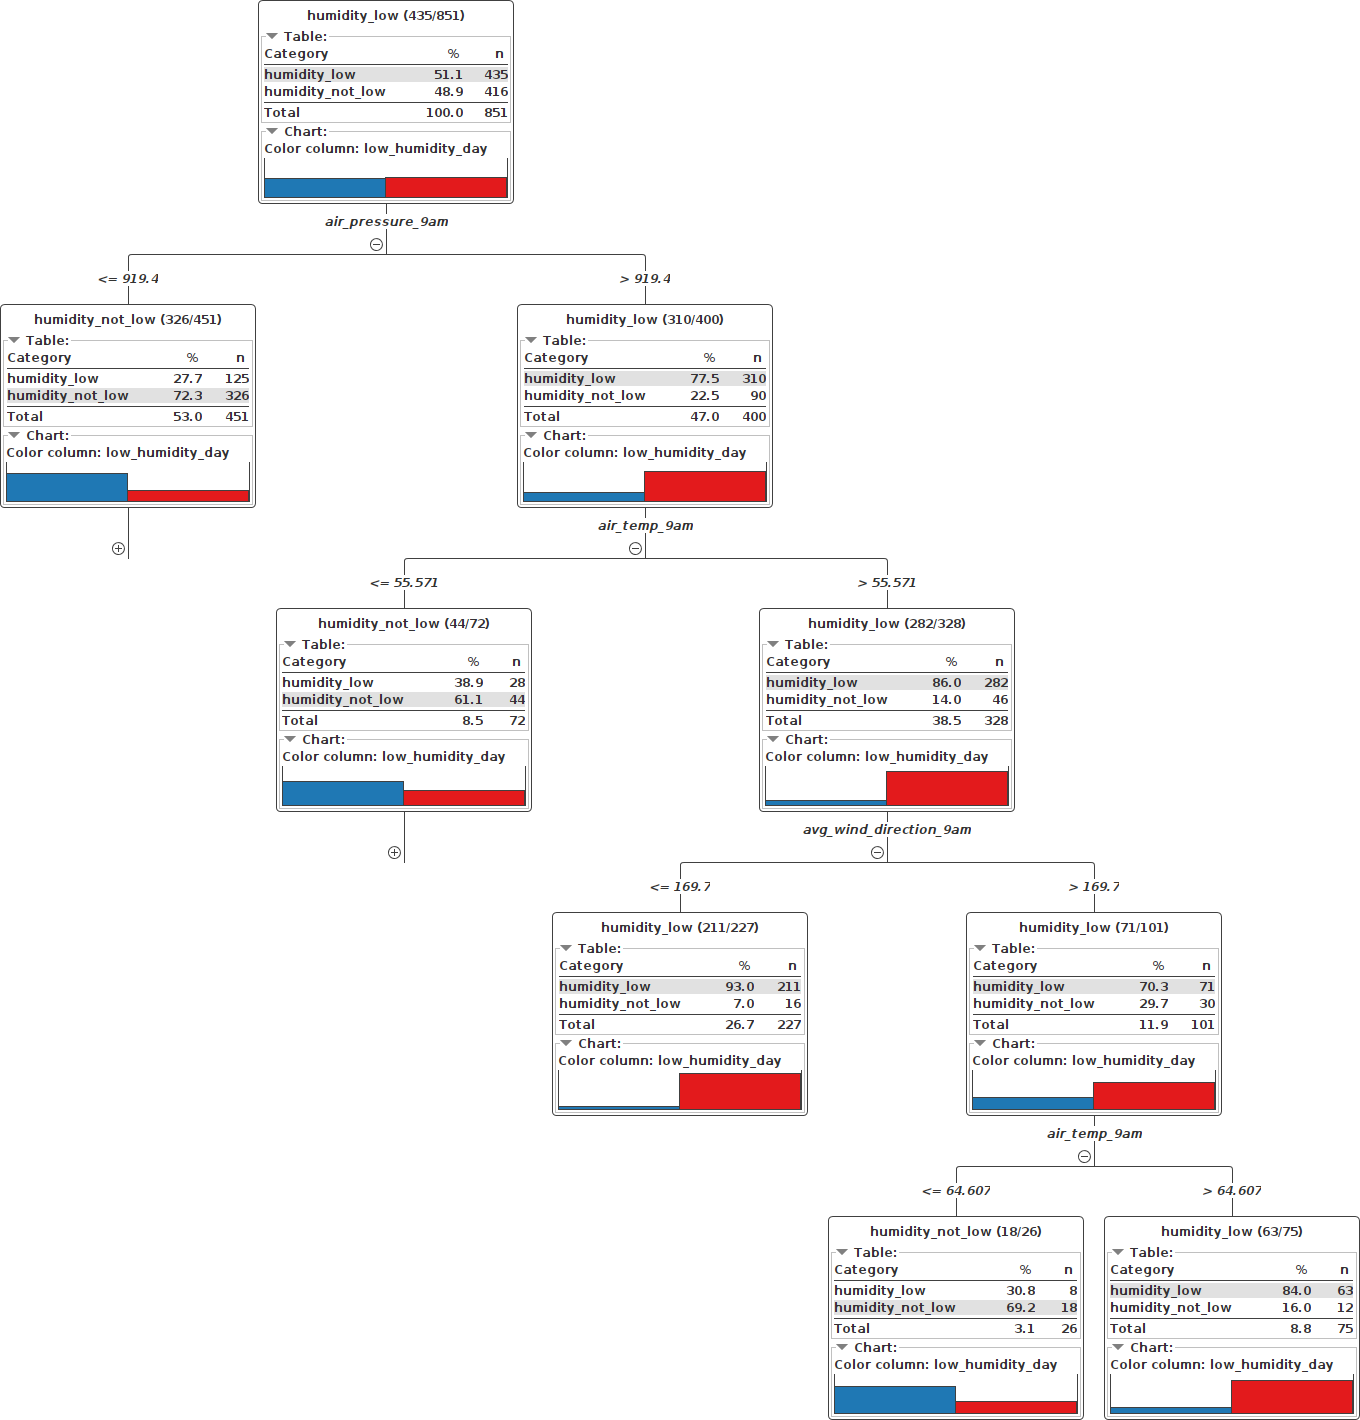 humidity_low (435/851)
Table:
Category % n
humidity_low 51.1 435
humidity_not_low 48.9 416
Total 100.0 851
Chart:
Color column: low_humidity_day
air_pressure_9am
<= 919.4
> 919.4
humidity_not_low (326/451)
Table:
Category % n
humidity_low 27.7 125
humidity_not_low 72.3 326
Total 53.0 451
Chart:
Color column: low_humidity_day
humidity_low (310/400)
Table:
Category % n
humidity_low 77.5 310
humidity_not_low 22.5 90
Total 47.0 400
Chart:
Color column: low_humidity_day
air_temp_9am
<= 55.571
> 55.571
humidity_not_low (44/72)
Table:
Category % n
humidity_low 38.9 28
humidity_not_low 61.1 44
Total 8.5 72
Chart:
Color column: low_humidity_day
humidity_low (282/328)
Table:
Category % n
humidity_low 86.0 282
humidity_not_low 14.0 46
Total 38.5 328
Chart:
Color column: low_humidity_day
avg_wind_direction_9am
<= 169.7
> 169.7
humidity_low (211/227)
Table:
Category % n
humidity_low 93.0 211
humidity_not_low 7.0 16
Total 26.7 227
Chart:
Color column: low_humidity_day
humidity_low (71/101)
Table:
Category % n
humidity_low 70.3 71
humidity_not_low 29.7 30
Total 11.9 101
Chart:
Color column: low_humidity_day
air_temp_9am
<= 64.607
> 64.607
humidity_not_low (18/26)
Table:
Category % n
humidity_low 30.8 8
humidity_not_low 69.2 18
Total 3.1 26
Chart:
Color column: low_humidity_day
humidity_low (63/75)
Table:
Category % n
humidity_low 84.0 63
humidity_not_low 16.0 12
Total 8.8 75
Chart:
Color column: low_humidity_day